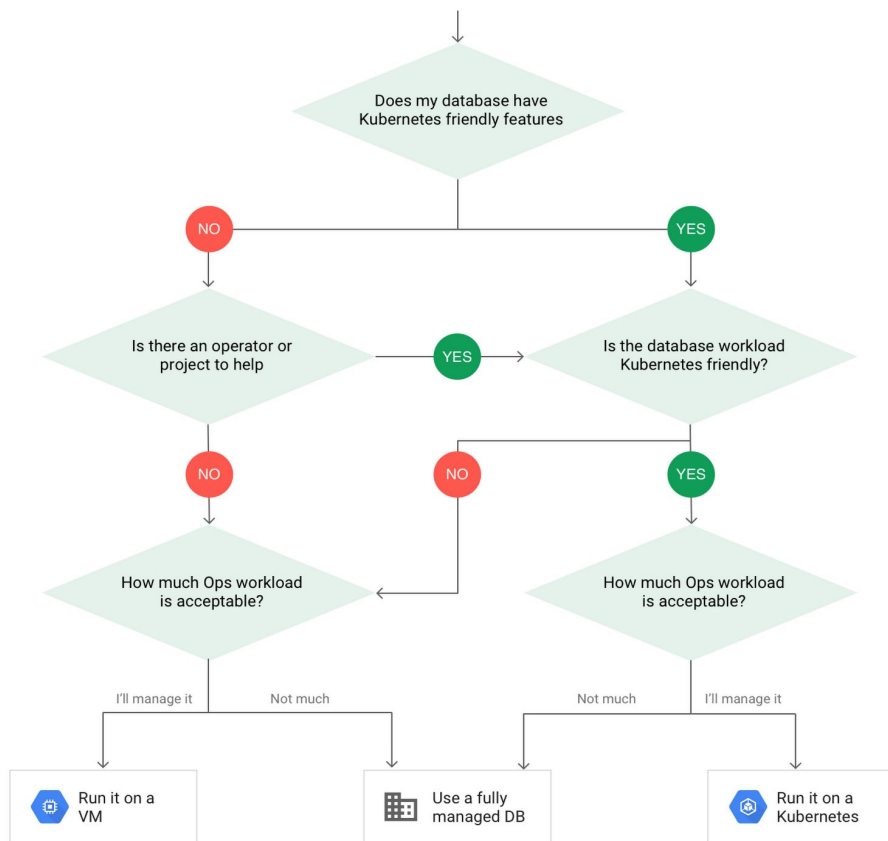 Does my database have
Kubernetes friendly features
NO
YES
Is there an operator or
project to help
YES
Is the database workload
Kubernetes friendly?
NO
NO
YES
How much Ops workload
is acceptable?
How much Ops workload
is acceptable?
I'll manage it
Not much
Not much
I'll manage it
Run it on a
VM
Use a fully
managed DB
Run it on a
Kubernetes